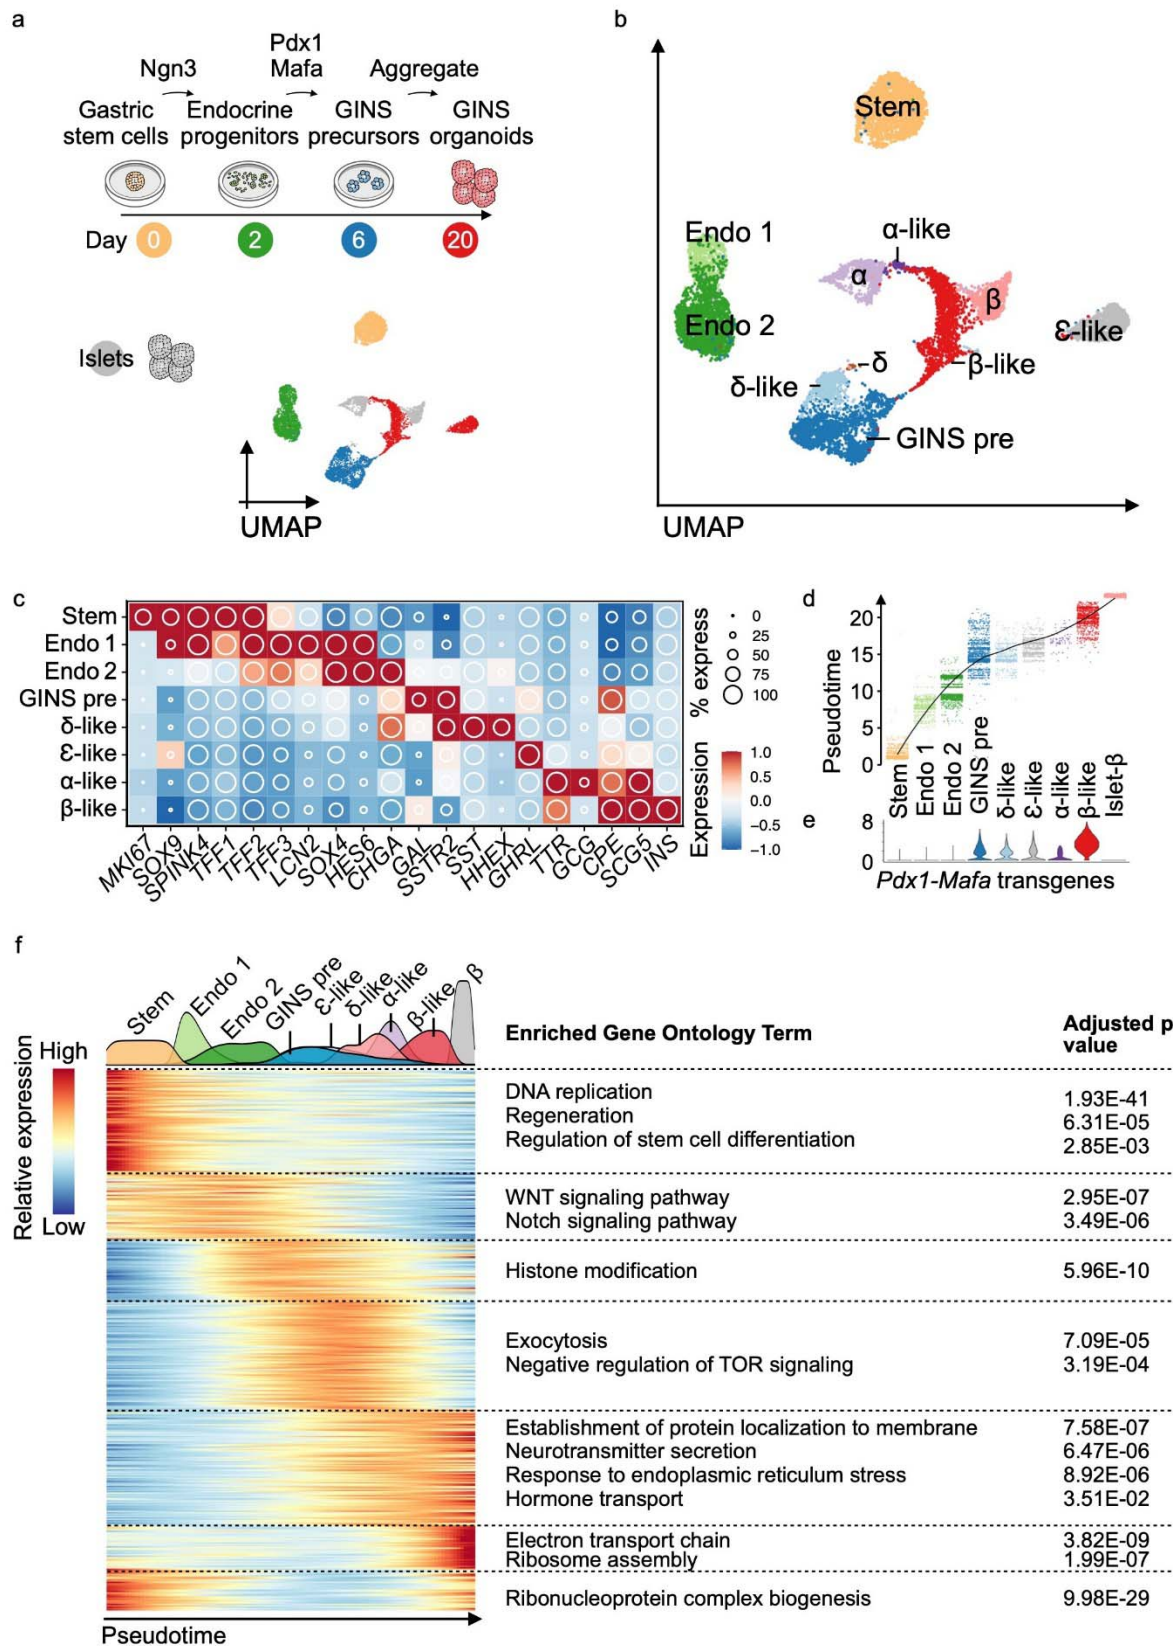 a
Ngn3
Pdx1
Mafa
Aggregate
Gastric
stem cells
Endocrine
progenitors
GINS
precursors
GINS
organoids
Day 0 2 6 20
Islets
UMAP
b
Stem
Endo 1
Endo 2
α-like
α
β
Ɛ-like
δ
β-like
δ-like
GINS pre
UMAP
c
Stem
Endo 1
Endo 2
GINS pre
δ-like
Ɛ-like
α-like
β-like
MKI67
SOX9
SPINK4
TFF1
TFF2
TFF3
LCN2
SOX4
HES6
CHGA
GAL
SSTR2
SST
HHEX
GHRL
TTR
GCG
CPE
SCG5
INS
% express
0
25
50
75
100
Expression
1.0
0.5
0.0
−0.5
−1.0
d
Pseudotime
20
15
10
5
0
Stem
Endo 1
Endo 2
GINS pre
δ-like
Ɛ-like
α-like
β-like
Islet-β
e
8
0
Pdx1-Mafa transgenes
f
Stem
Endo 1
Endo 2
GINS pre
Ɛ-like
δ-like
α-like
β-like
β
Relative expression
High
Low
Pseudotime
Enriched Gene Ontology Term
Adjusted p
value
DNA replication 1.93E-41
Regeneration 6.31E-05
Regulation of stem cell differentiation 2.85E-03
WNT signaling pathway 2.95E-07
Notch signaling pathway 3.49E-06
Histone modification 5.96E-10
Exocytosis 7.09E-05
Negative regulation of TOR signaling 3.19E-04
Establishment of protein localization to membrane 7.58E-07
Neurotransmitter secretion 6.47E-06
Response to endoplasmic reticulum stress 8.92E-06
Hormone transport 3.51E-02
Electron transport chain 3.82E-09
Ribosome assembly 1.99E-07
Ribonucleoprotein complex biogenesis 9.98E-29